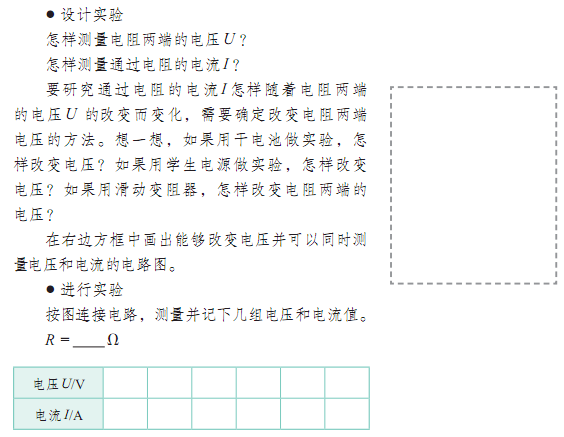 ● 设计实验
怎样测量电阻两端的电压U？
怎样测量通过电阻的电流I？
要研究通过电阻的电流I怎样随着电阻两端
的电压U 的改变而变化，需要确定改变电阻两端
电压的方法。想一想，如果用干电池做实验，怎
样改变电压？如果用学生电源做实验，怎样改变
电压？如果用滑动变阻器，怎样改变电阻两端的
电压？
在右边方框中画出能够改变电压并可以同时测
量电压和电流的电路图。
● 进行实验
按图连接电路，测量并记下几组电压和电流值。
R＝____Ω
电压U/V
电流I/A